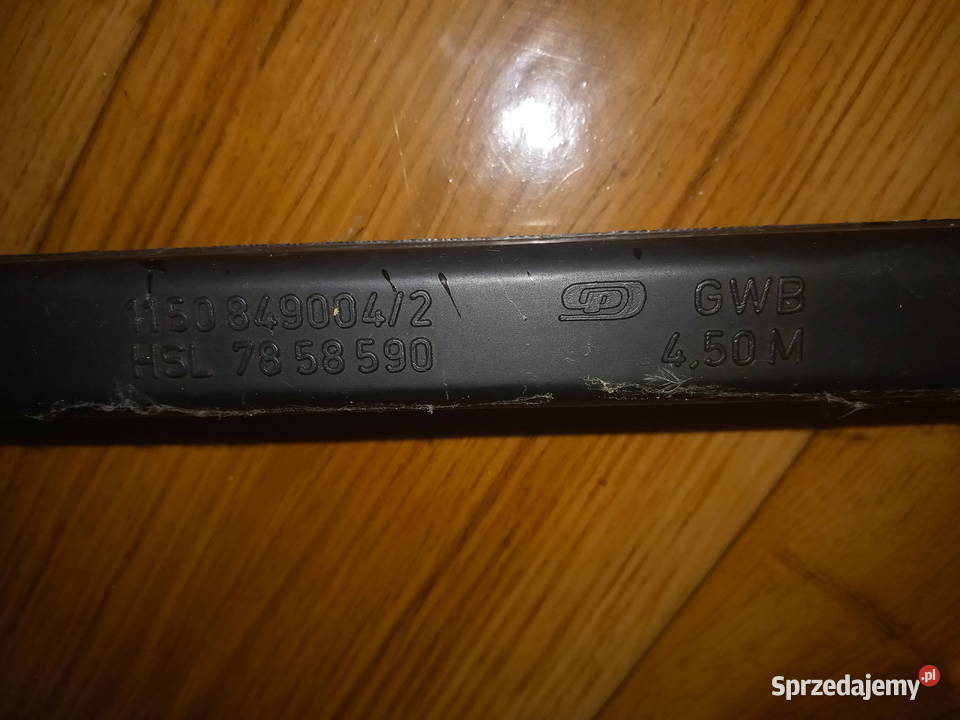 1150 849004/2
HSL 78 58 590
GWB
4,50 M
Sprzedajemy.pl